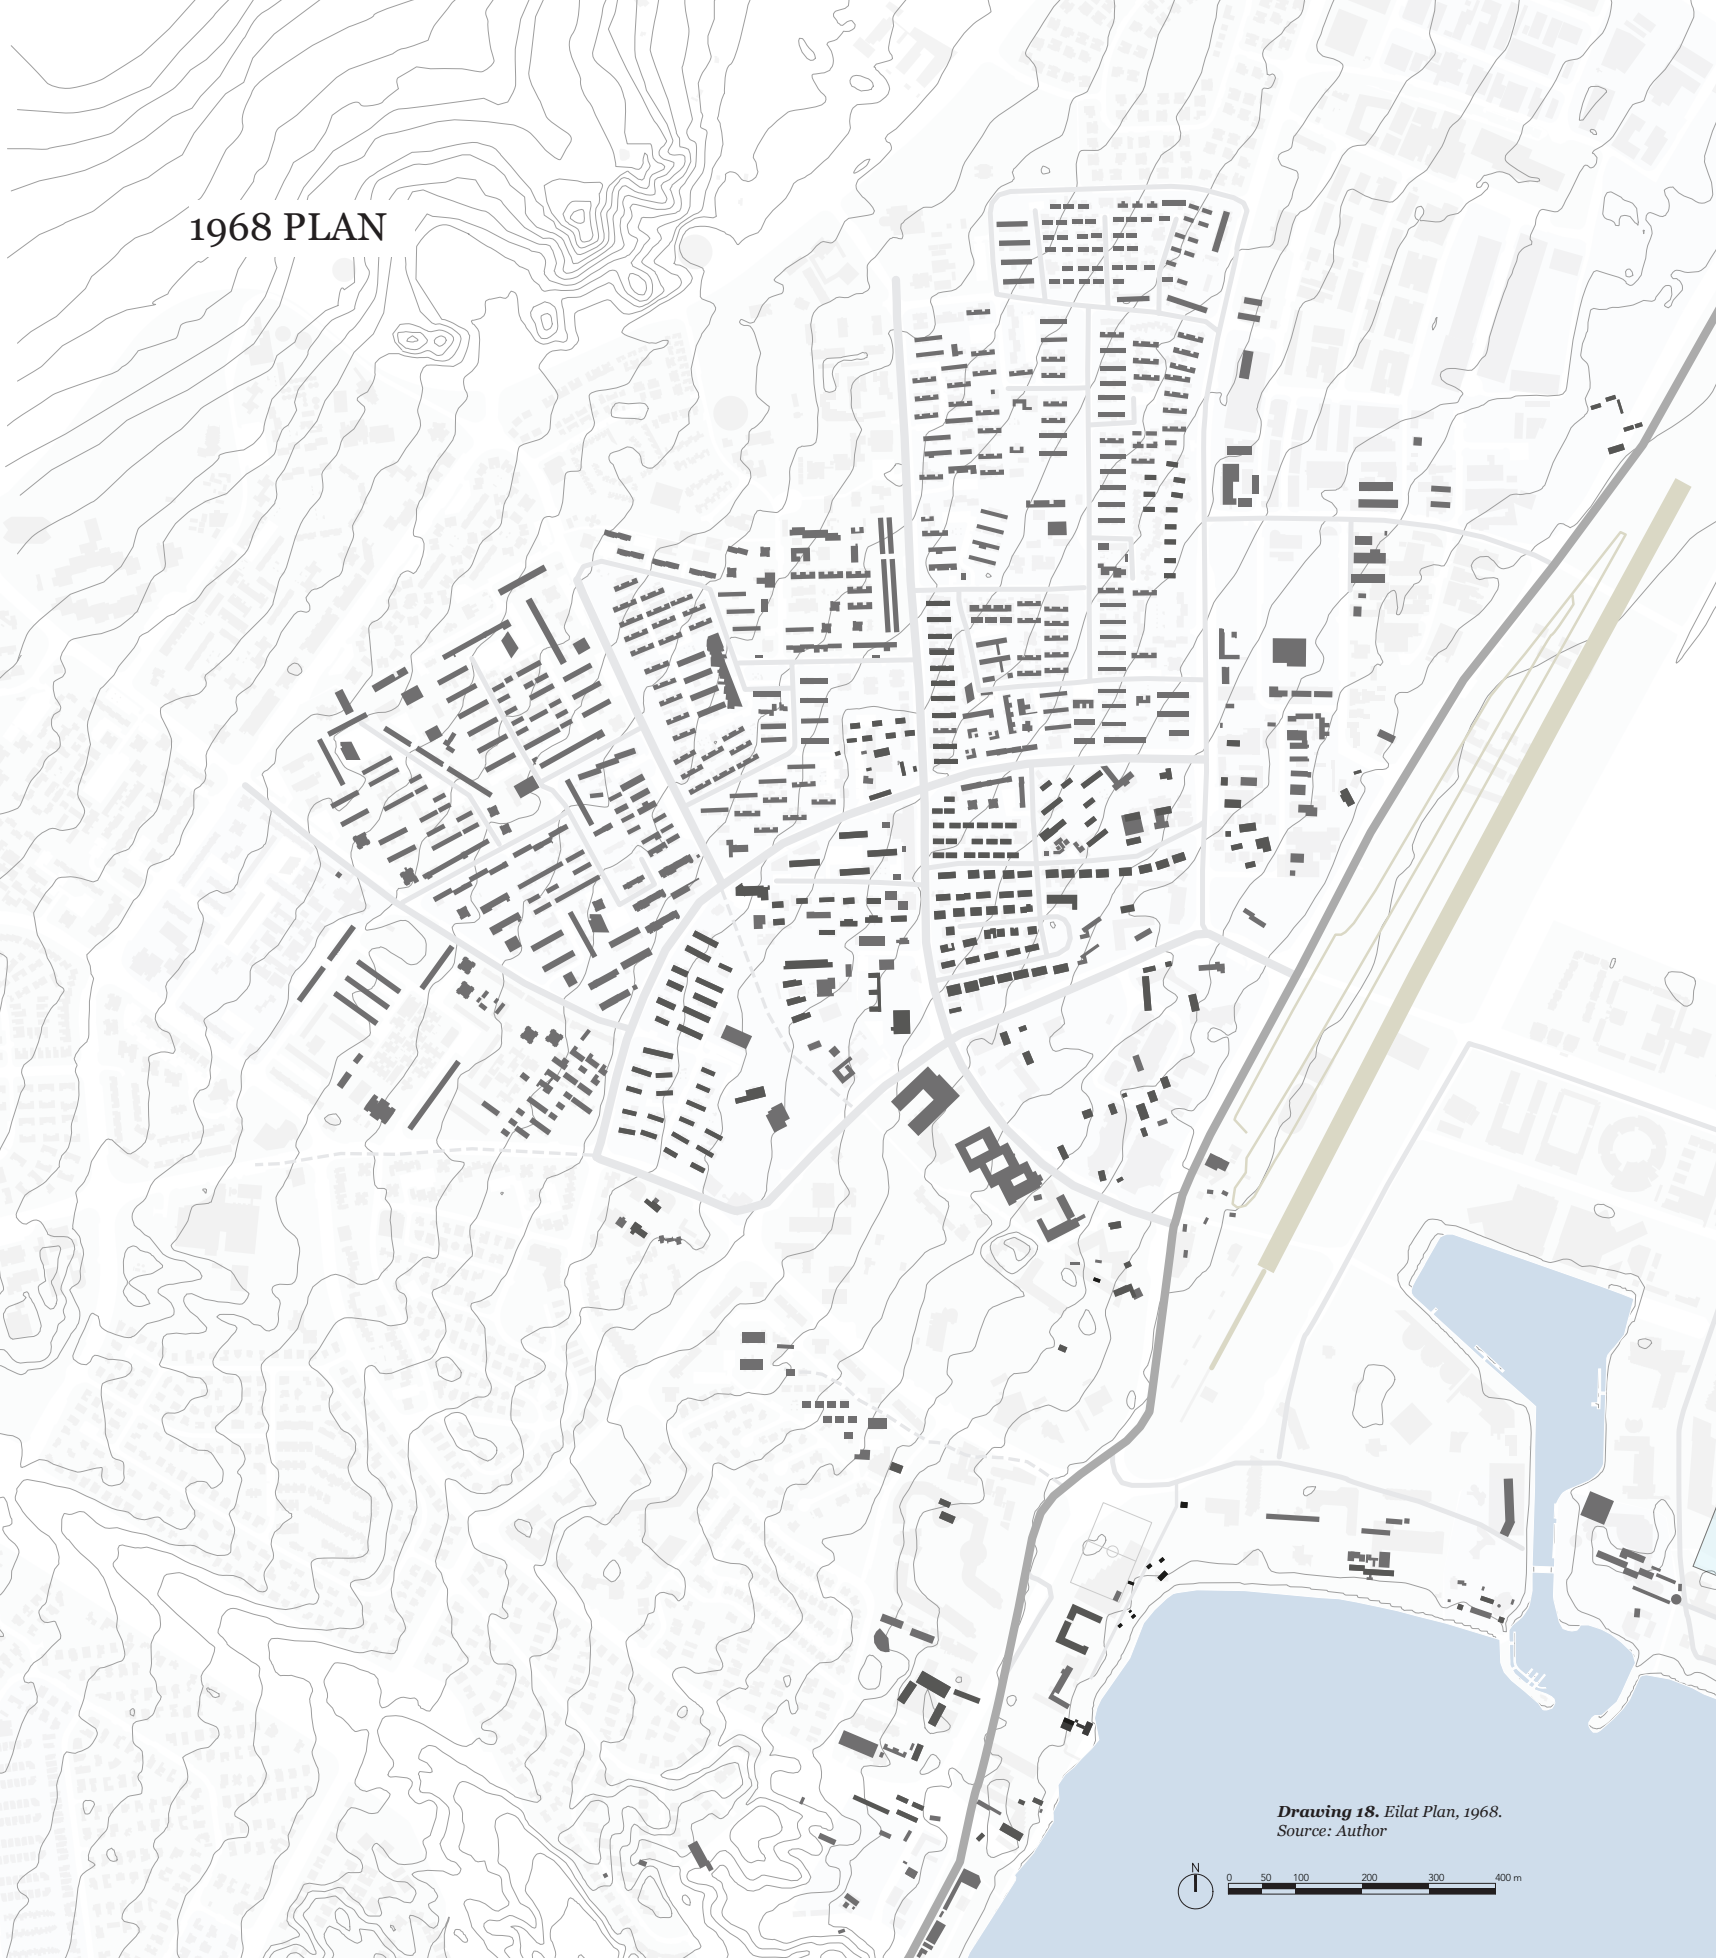 1968 PLAN
Drawing 18. Eilat Plan, 1968.
Source: Author
N
0 50 100 200 300 400 m